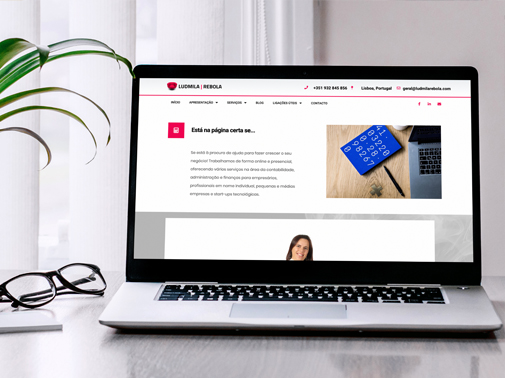 LUDMILA | REBOLA
+351 932 845 856
Lisboa, Portugal
geral@ludmilarebola.com
INÍCIO
APRESENTAÇÃO
SERVIÇOS
BLOG
LIGAÇÕES ÚTEIS
CONTACTO
Está na página certa se...
Se está à procura de ajuda para fazer crescer o seu
negócio! Trabalhamos de forma online e presencial,
oferecendo vários serviços na área da contabilidade,
administração e finanças para empresários,
profissionais em nome individual, pequenas e médias
empresas e start-ups tecnológicas.